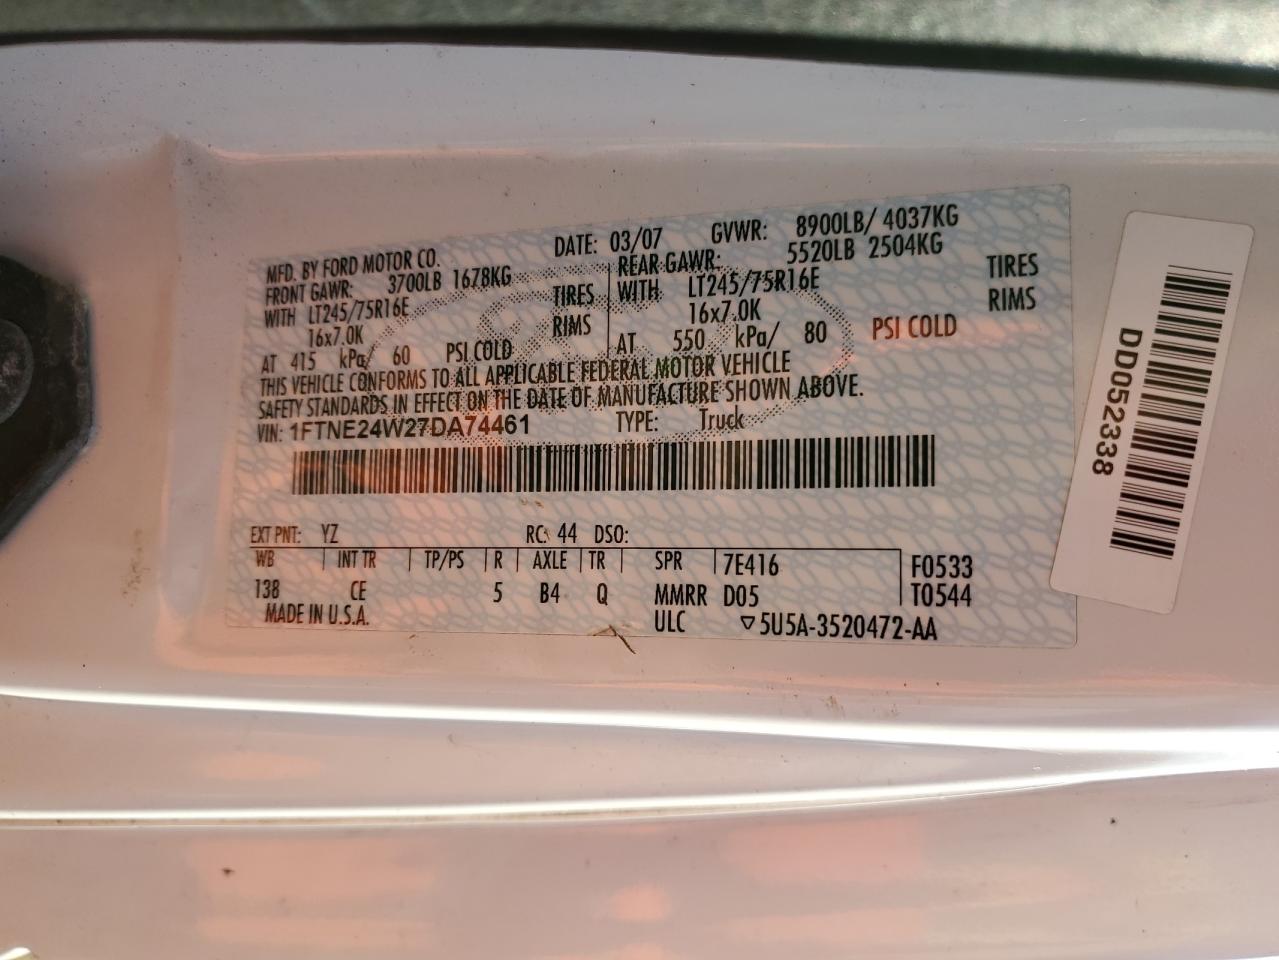 MFD. BY FORD MOTOR CO. DATE: 03/07 GVWR: 8900LB/ 4037KG
FRONT GAWR: 3700LB 1678KG REAR GAWR: 5520LB 2504KG
WITH LT245/75R16E TIRES WITH LT245/75R16E TIRES
16x7.0K RIMS 16x7.0K RIMS
AT 415 kPa/ 60 PSI COLD AT 550 kPa/ 80 PSI COLD
THIS VEHICLE CONFORMS TO ALL APPLICABLE FEDERAL MOTOR VEHICLE
SAFETY STANDARDS IN EFFECT ON THE DATE OF MANUFACTURE SHOWN ABOVE.
VIN: 1FTNE24W27DA74461 TYPE: Truck
EXT PNT: YZ RC: 44 DSO:
WB INT TR TP/PS R AXLE TR SPR 7E416 F0533
138 CE 5 B4 Q MMRR D05 T0544
MADE IN U.S.A. ULC ▽5U5A-3520472-AA
DD052338